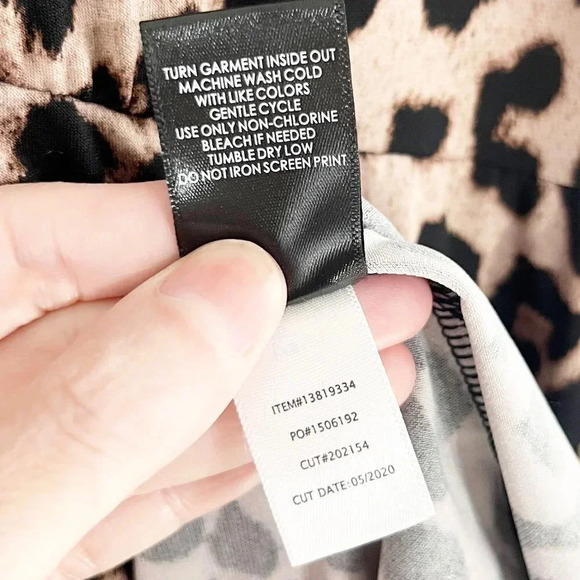 TURN GARMENT INSIDE OUT
MACHINE WASH COLD
WITH LIKE COLORS
GENTLE CYCLE
USE ONLY NON-CHLORINE
BLEACH IF NEEDED
TUMBLE DRY LOW
DO NOT IRON SCREEN PRINT
ITEM#13819334
PO#1506192
CUT#202154
CUT DATE:05/2020